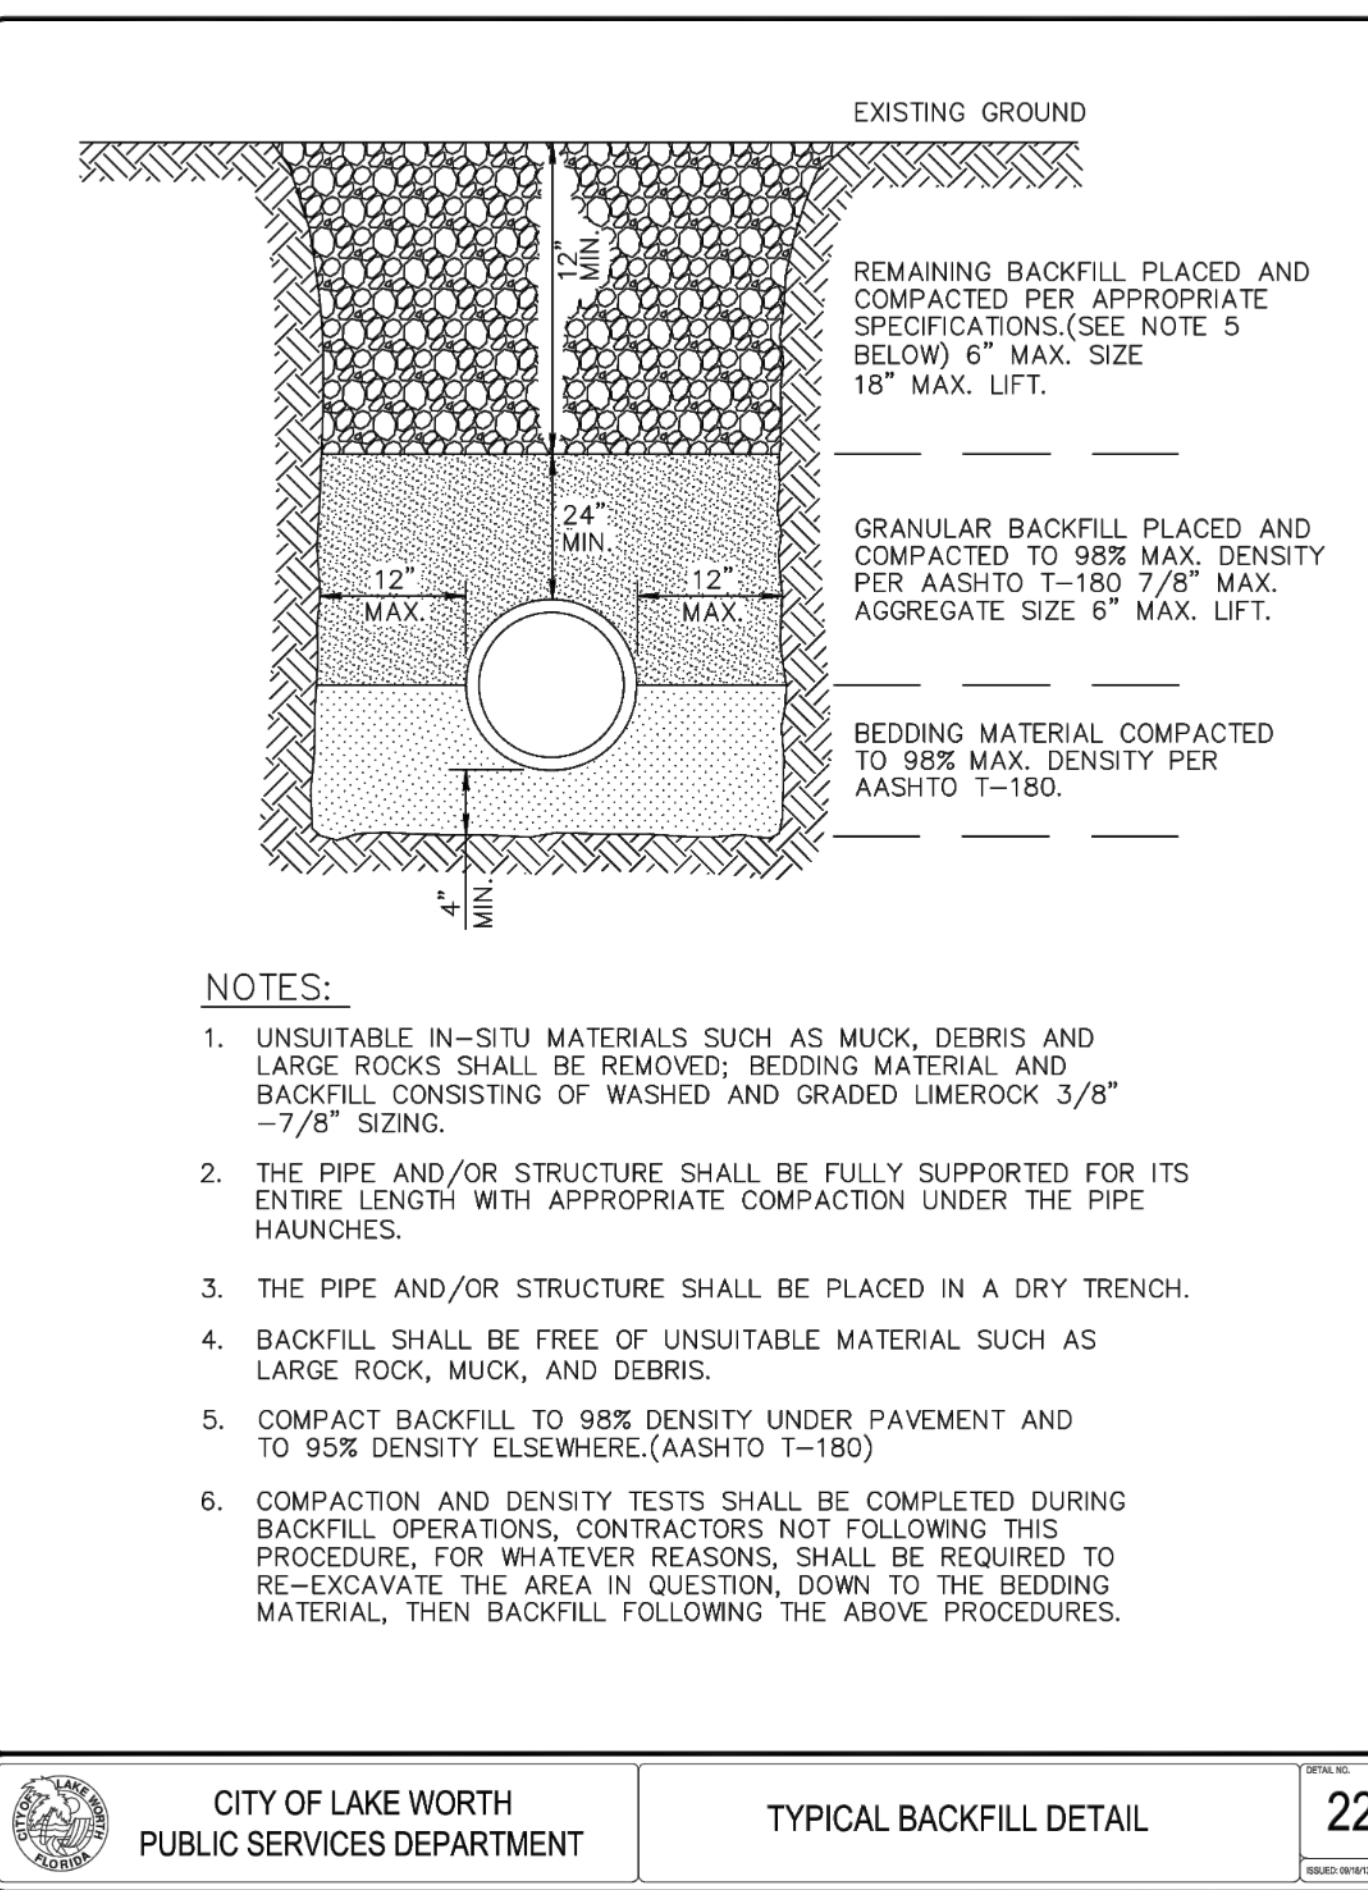 EXISTING GROUND
12"
MIN.
REMAINING BACKFILL PLACED AND
COMPACTED PER APPROPRIATE
SPECIFICATIONS.(SEE NOTE 5
BELOW) 6" MAX. SIZE
18" MAX. LIFT.
24"
MIN.
12"
MAX.
12"
MAX.
GRANULAR BACKFILL PLACED AND
COMPACTED TO 98% MAX. DENSITY
PER AASHTO T-180 7/8" MAX.
AGGREGATE SIZE 6" MAX. LIFT.
BEDDING MATERIAL COMPACTED
TO 98% MAX. DENSITY PER
AASHTO T-180.
4"
MIN.
NOTES:
1. UNSUITABLE IN-SITU MATERIALS SUCH AS MUCK, DEBRIS AND
LARGE ROCKS SHALL BE REMOVED; BEDDING MATERIAL AND
BACKFILL CONSISTING OF WASHED AND GRADED LIMEROCK 3/8"
-7/8" SIZING.
2. THE PIPE AND/OR STRUCTURE SHALL BE FULLY SUPPORTED FOR ITS
ENTIRE LENGTH WITH APPROPRIATE COMPACTION UNDER THE PIPE
HAUNCHES.
3. THE PIPE AND/OR STRUCTURE SHALL BE PLACED IN A DRY TRENCH.
4. BACKFILL SHALL BE FREE OF UNSUITABLE MATERIAL SUCH AS
LARGE ROCK, MUCK, AND DEBRIS.
5. COMPACT BACKFILL TO 98% DENSITY UNDER PAVEMENT AND
TO 95% DENSITY ELSEWHERE.(AASHTO T-180)
6. COMPACTION AND DENSITY TESTS SHALL BE COMPLETED DURING
BACKFILL OPERATIONS, CONTRACTORS NOT FOLLOWING THIS
PROCEDURE, FOR WHATEVER REASONS, SHALL BE REQUIRED TO
RE-EXCAVATE THE AREA IN QUESTION, DOWN TO THE BEDDING
MATERIAL, THEN BACKFILL FOLLOWING THE ABOVE PROCEDURES.
CITY OF LAKE WORTH
FLORIDA
CITY OF LAKE WORTH
PUBLIC SERVICES DEPARTMENT
TYPICAL BACKFILL DETAIL
DETAIL NO.
22
ISSUED: 09/18/13